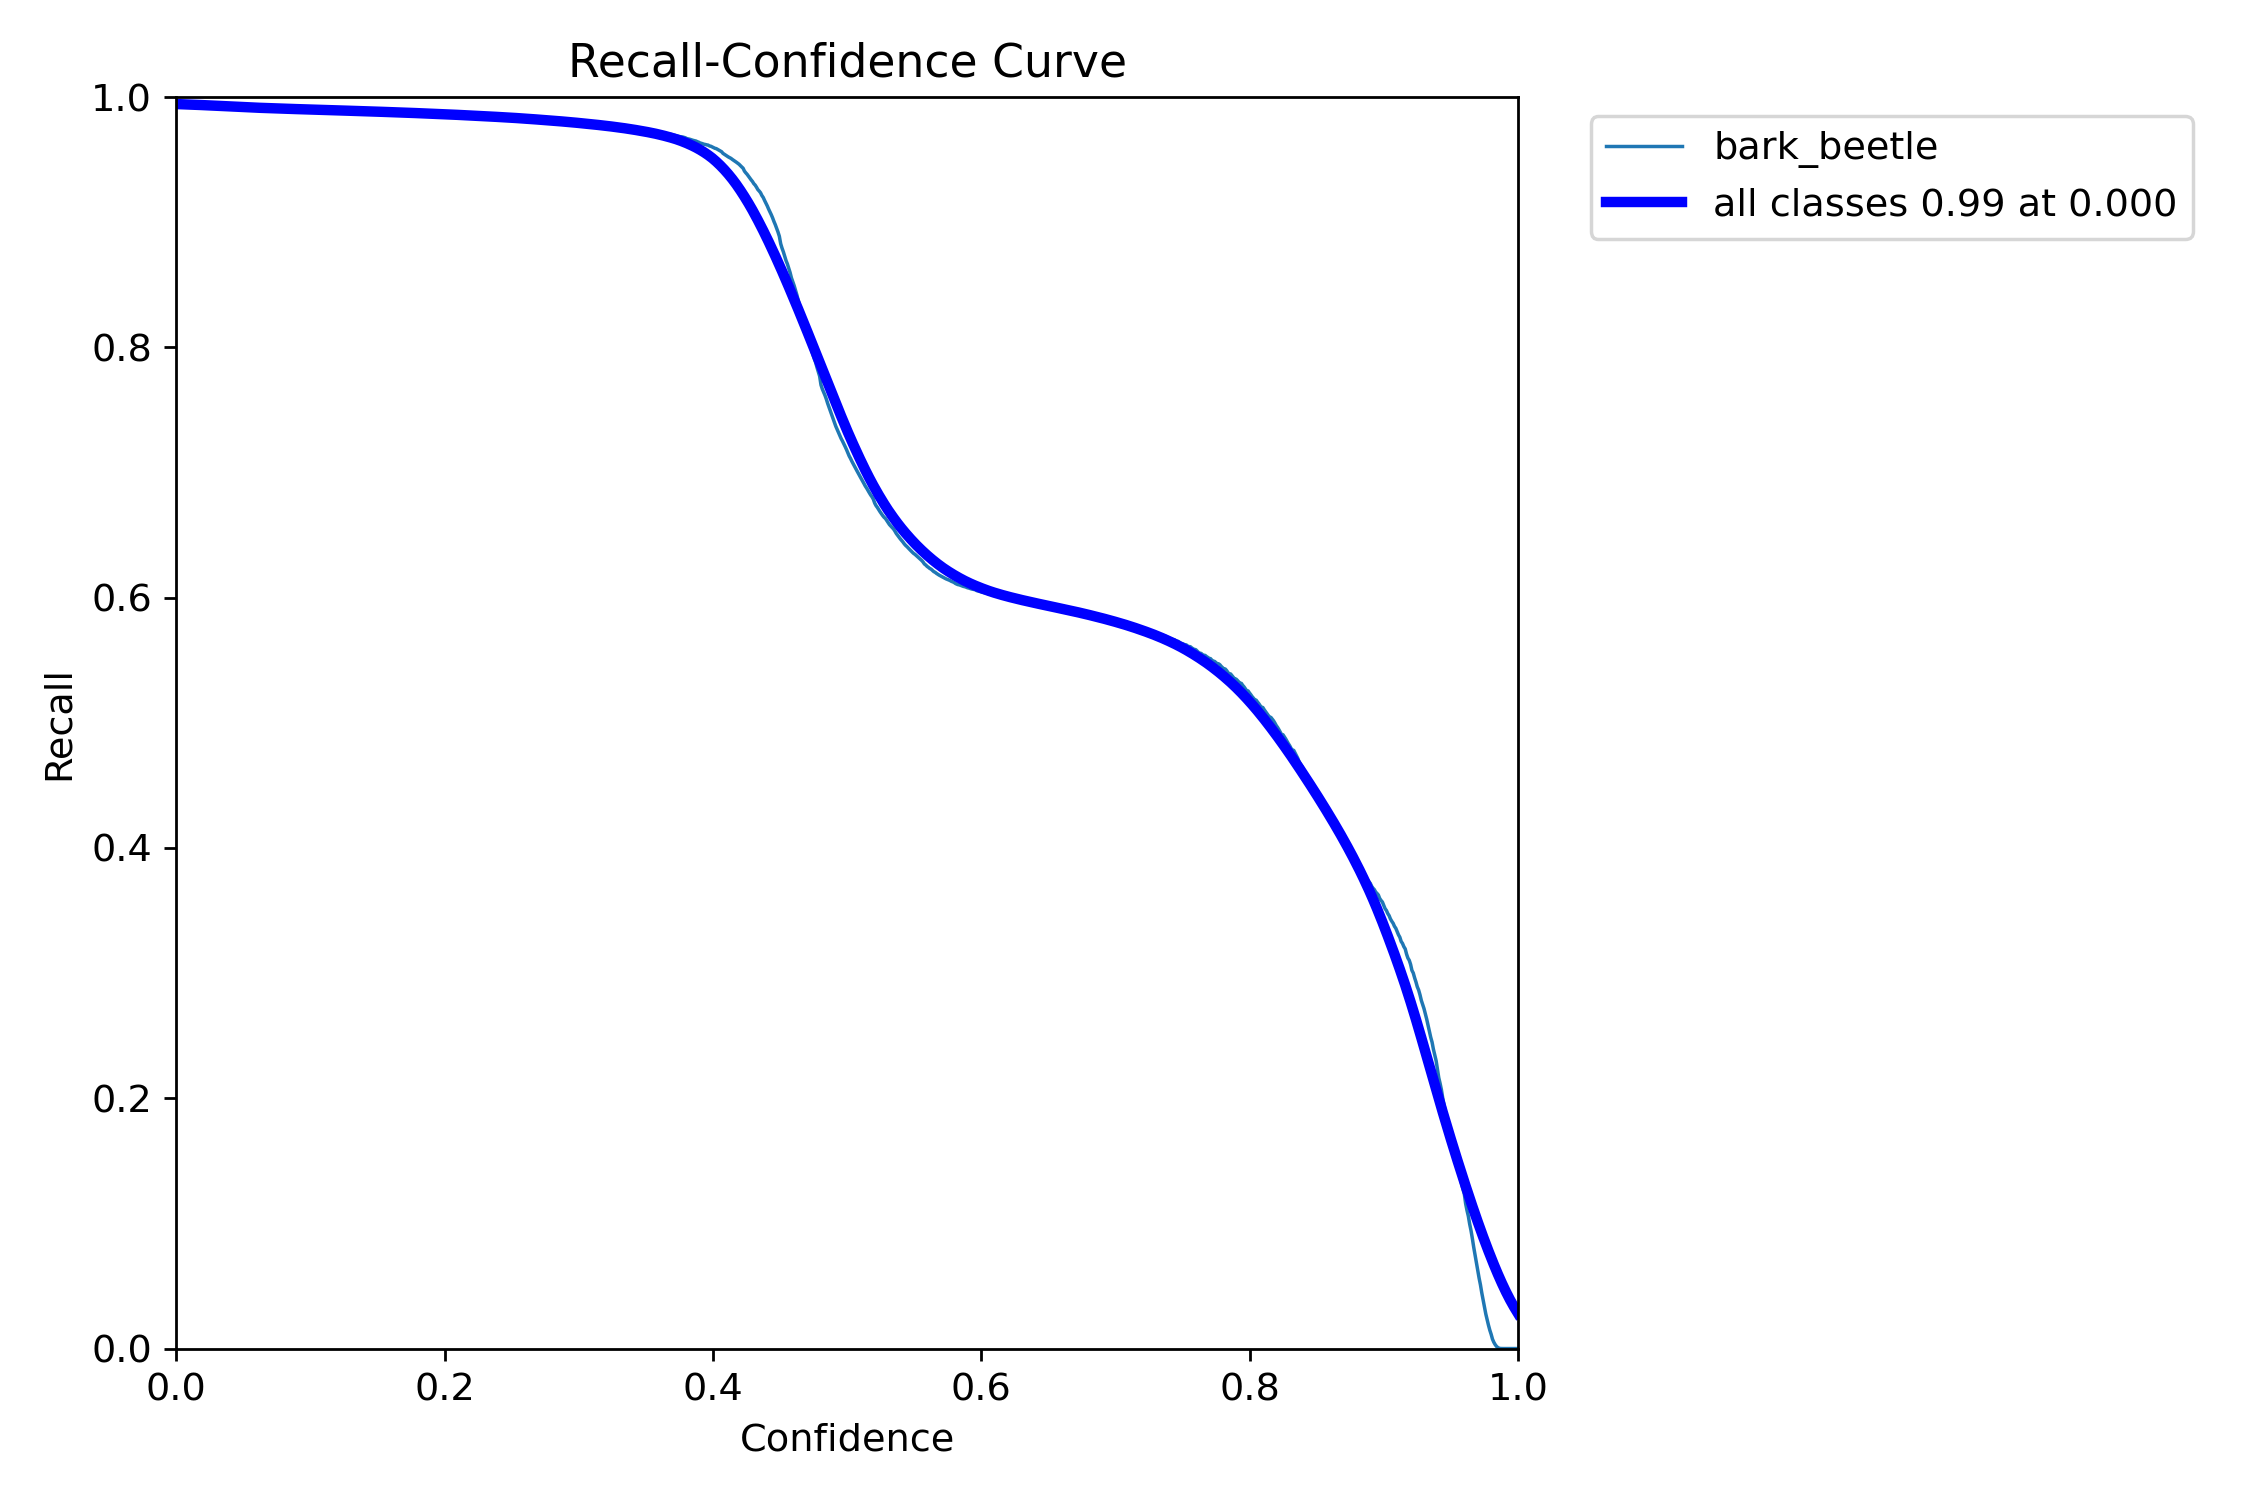 Recall-Confidence Curve
bark_beetle
all classes 0.99 at 0.000
1.0
0.8
0.6
0.4
0.2
0.0
Recall
0.0 0.2 0.4 0.6 0.8 1.0
Confidence